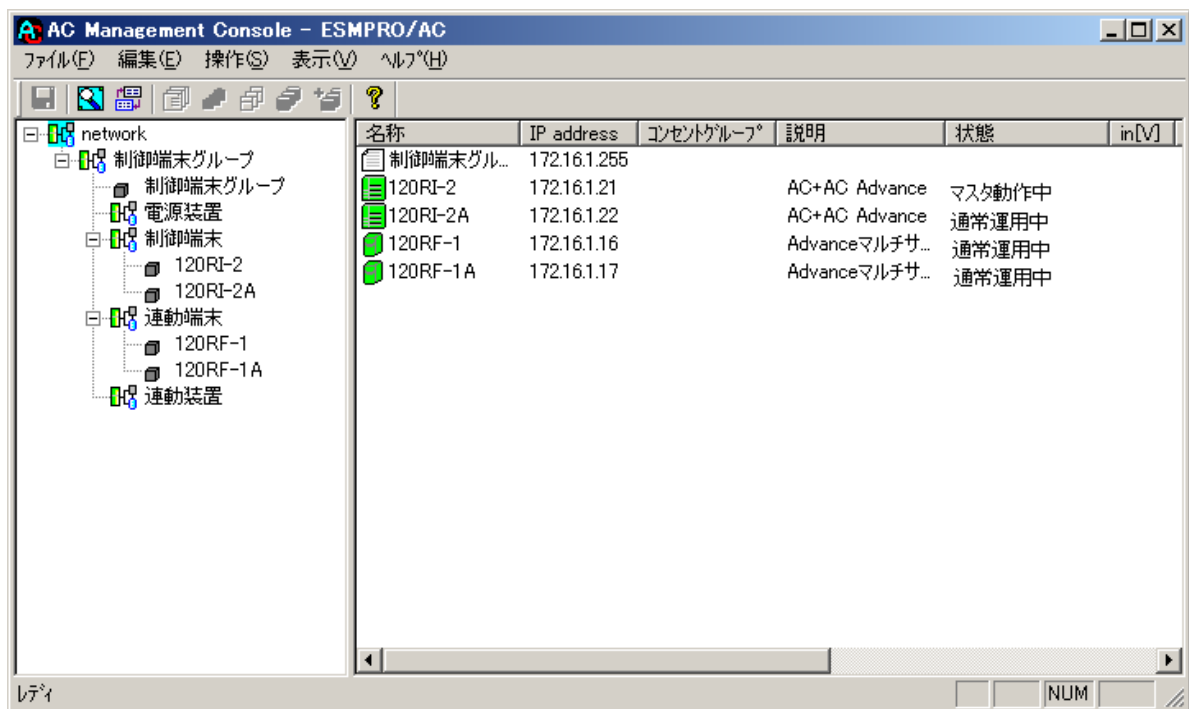 AC Management Console - ESMPRO/AC
ﾌｧｲﾙ(F) 編集(E) 操作(S) 表示(V) ﾍﾙﾌﾟ(H)
network
制御端末グループ
制御端末グループ
電源装置
制御端末
120RI-2
120RI-2A
連動端末
120RF-1
120RF-1A
連動装置
名称 IP address ｺﾝｾﾝﾄｸﾞﾙｰﾌﾟ 説明 状態 in[V]
制御端末グル... 172.16.1.255
120RI-2 172.16.1.21 AC+AC Advance マスタ動作中
120RI-2A 172.16.1.22 AC+AC Advance 通常運用中
120RF-1 172.16.1.16 Advanceマルチサ... 通常運用中
120RF-1A 172.16.1.17 Advanceマルチサ... 通常運用中
ﾚﾃﾞｨ NUM